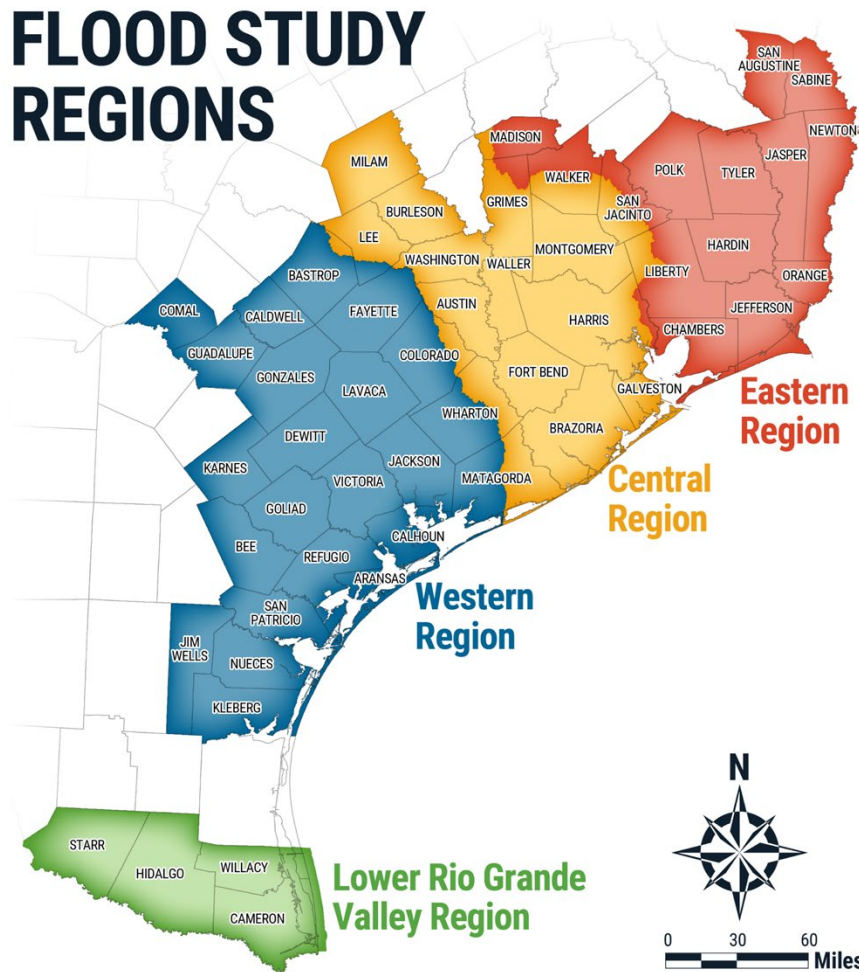 FLOOD STUDY
REGIONS
SAN
AUGUSTINE
SABINE
NEWTON
MADISON
JASPER
MILAM
POLK
TYLER
WALKER
GRIMES
SAN
JACINTO
BURLESON
LEE
MONTGOMERY
HARDIN
WASHINGTON
WALLER
BASTROP
LIBERTY
ORANGE
COMAL
AUSTIN
CALDWELL
FAYETTE
JEFFERSON
HARRIS
CHAMBERS
GUADALUPE
COLORADO
FORT BEND
GONZALES
GALVESTON
LAVACA
Eastern
Region
WHARTON
BRAZORIA
DEWITT
JACKSON
KARNES
VICTORIA
MATAGORDA
Central
Region
GOLIAD
CALHOUN
BEE
REFUGIO
ARANSAS
Western
Region
SAN
PATRICIO
JIM
WELLS
NUECES
KLEBERG
N
STARR
WILLACY
HIDALGO
Lower Rio Grande
Valley Region
CAMERON
0 30 60
Miles